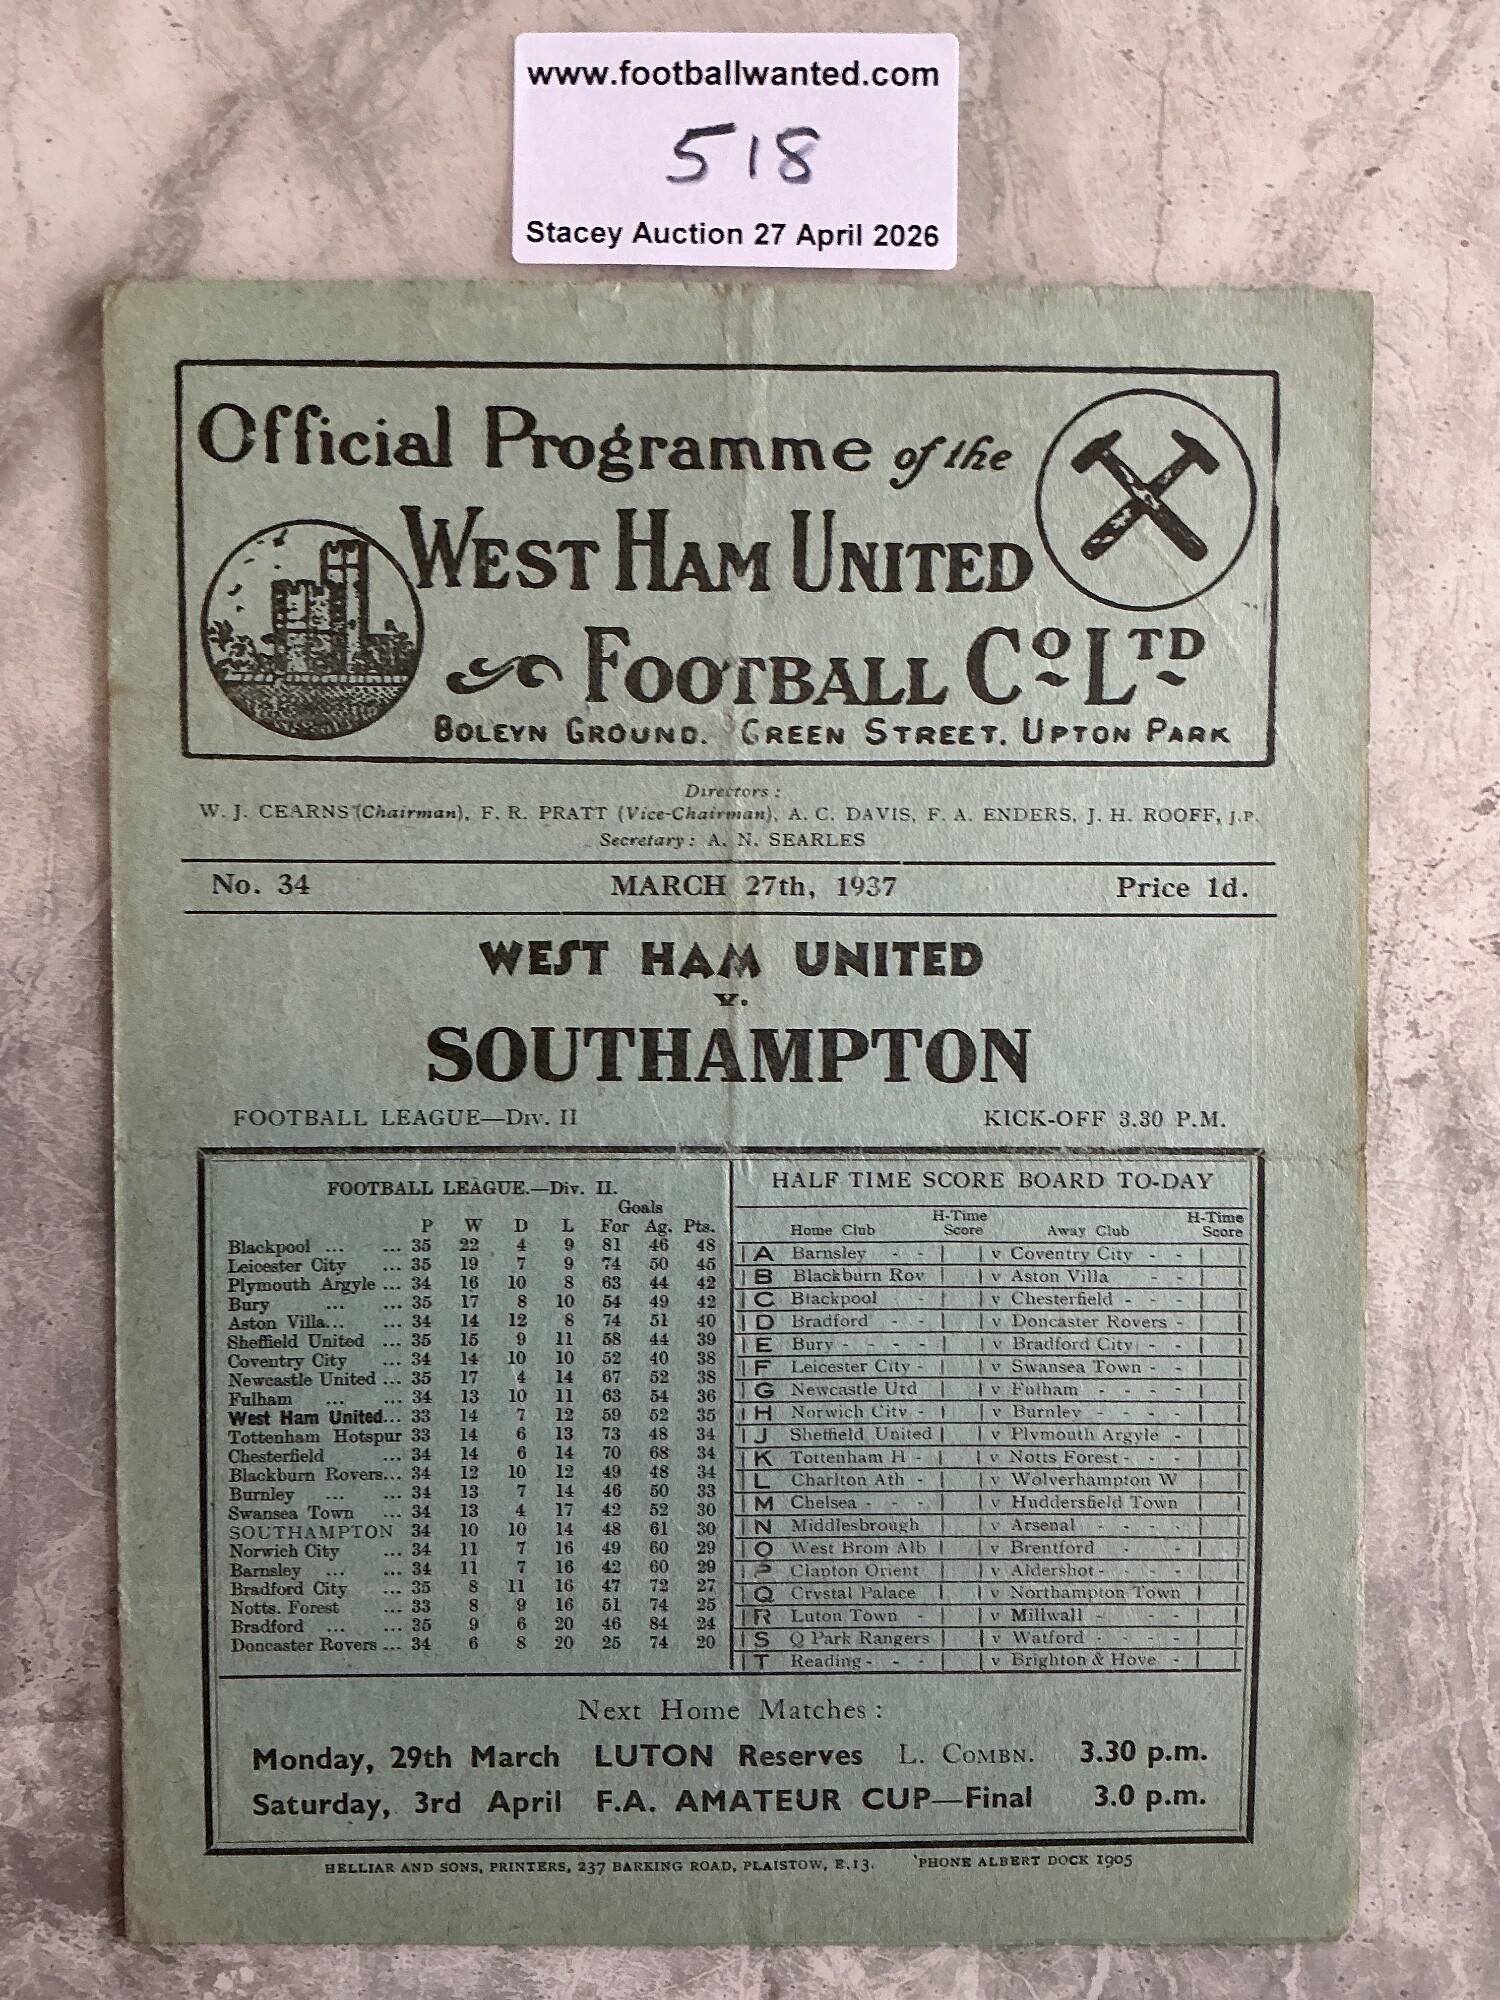 www.footballwanted.com
518
Stacey Auction 27 April 2026
Official Programme of the
WEST HAM UNITED
FOOTBALL CO LTD
BOLEYN GROUND. GREEN STREET. UPTON PARK
Directors :
W. J. CEARNS (Chairman), F. R. PRATT (Vice-Chairman), A. C. DAVIS, F. A. ENDERS, J. H. ROOFF, J.P.
Secretary : A. N. SEARLES
No. 34 MARCH 27th, 1937 Price 1d.
WEST HAM UNITED
v.
SOUTHAMPTON
FOOTBALL LEAGUE—Div. II KICK-OFF 3.30 P.M.
FOOTBALL LEAGUE.—Div. II.
Goals
P W D L For Ag. Pts.
Blackpool ... ... 35 22 4 9 81 46 48
Leicester City ... 35 19 7 9 74 50 45
Plymouth Argyle ... 34 16 10 8 63 44 42
Bury ... ... 35 17 8 10 54 49 42
Aston Villa... ... 34 14 12 8 74 51 40
Sheffield United ... 35 15 9 11 58 44 39
Coventry City ... 34 14 10 10 52 40 38
Newcastle United ... 35 17 4 14 67 52 38
Fulham ... ... 34 13 10 11 63 54 36
West Ham United... 33 14 7 12 59 52 35
Tottenham Hotspur 33 14 6 13 73 48 34
Chesterfield ... 34 14 6 14 70 68 34
Blackburn Rovers... 34 12 10 12 49 48 34
Burnley ... ... 34 13 7 14 46 50 33
Swansea Town ... 34 13 4 17 42 52 30
SOUTHAMPTON 34 10 10 14 48 61 30
Norwich City ... 34 11 7 16 49 60 29
Barnsley ... ... 34 11 7 16 42 60 29
Bradford City ... 35 8 11 16 47 72 27
Notts. Forest ... 33 8 9 16 51 74 25
Bradford ... ... 35 9 6 20 46 84 24
Doncaster Rovers ... 34 6 8 20 25 74 20
HALF TIME SCORE BOARD TO-DAY
Home Club H-Time Score Away Club H-Time Score
A Barnsley - - v Coventry City - -
B Blackburn Rov v Aston Villa - -
C Blackpool - v Chesterfield - - -
D Bradford - - v Doncaster Rovers -
E Bury - - - - v Bradford City - -
F Leicester City - v Swansea Town - -
G Newcastle Utd v Fulham - - - -
H Norwich City - v Burnley - - - -
J Sheffield United v Plymouth Argyle -
K Tottenham H - v Notts Forest - - -
L Charlton Ath - v Wolverhampton W
M Chelsea - - - v Huddersfield Town
N Middlesbrough v Arsenal - - - -
O West Brom Alb v Brentford - -
P Clapton Orient v Aldershot - - -
Q Crystal Palace v Northampton Town
R Luton Town - v Millwall - - - -
S Q Park Rangers v Watford - - - -
T Reading - - - v Brighton & Hove -
Next Home Matches :
Monday, 29th March LUTON Reserves L. COMBN. 3.30 p.m.
Saturday, 3rd April F.A. AMATEUR CUP—Final 3.0 p.m.
HELLIAR AND SONS, PRINTERS, 237 BARKING ROAD, PLAISTOW, E.13. 'PHONE ALBERT DOCK 1905